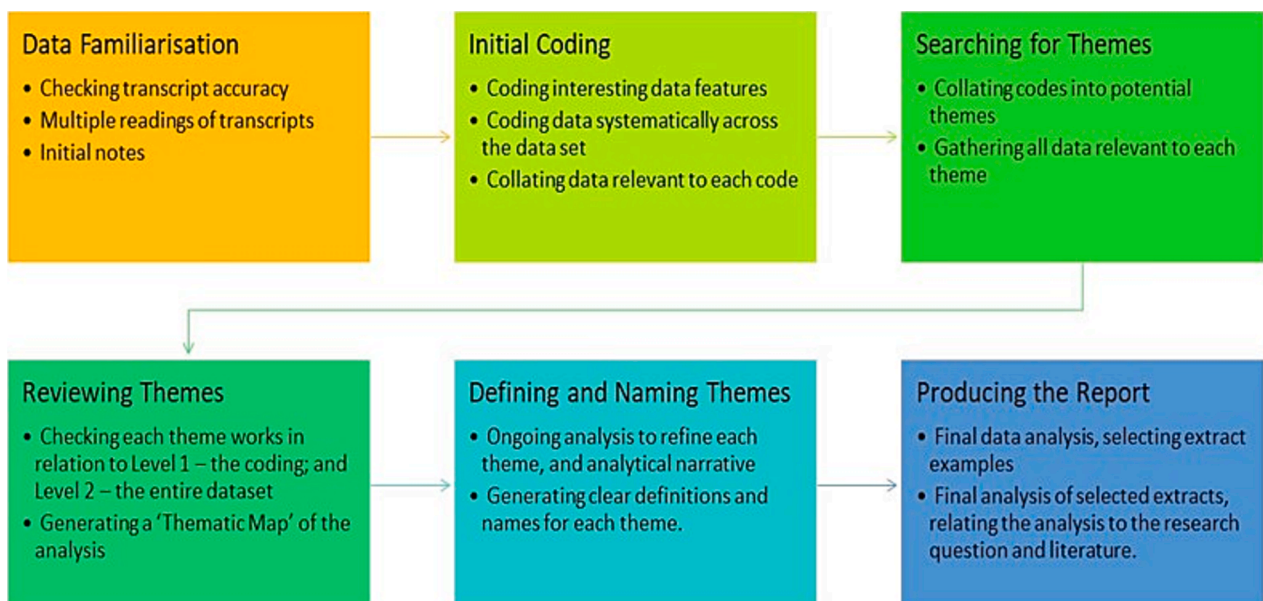 Data Familiarisation
• Checking transcript accuracy
• Multiple readings of transcripts
• Initial notes
Initial Coding
• Coding interesting data features
• Coding data systematically across
the data set
• Collating data relevant to each code
Searching for Themes
• Collating codes into potential
themes
• Gathering all data relevant to each
theme
Reviewing Themes
• Checking each theme works in
relation to Level 1 – the coding; and
Level 2 – the entire dataset
• Generating a ‘Thematic Map’ of the
analysis
Defining and Naming Themes
• Ongoing analysis to refine each
theme, and analytical narrative
• Generating clear definitions and
names for each theme.
Producing the Report
• Final data analysis, selecting extract
examples
• Final analysis of selected extracts,
relating the analysis to the research
question and literature.